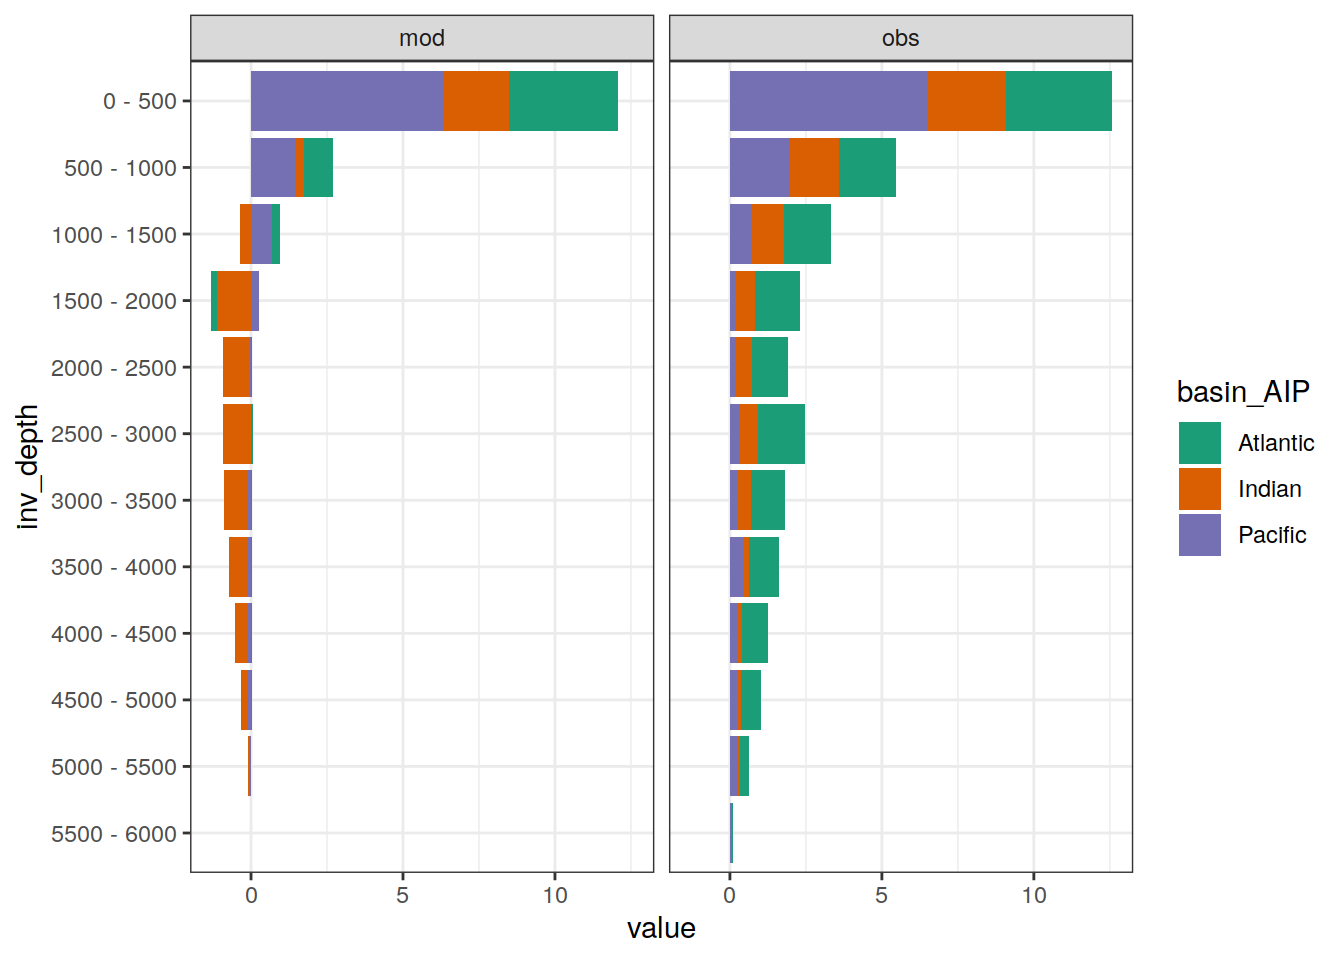 mod
obs
0 - 500
500 - 1000
1000 - 1500
1500 - 2000
2000 - 2500
2500 - 3000
3000 - 3500
3500 - 4000
4000 - 4500
4500 - 5000
5000 - 5500
5500 - 6000
inv_depth
0 5 10
0 5 10
value
basin_AIP
Atlantic
Indian
Pacific